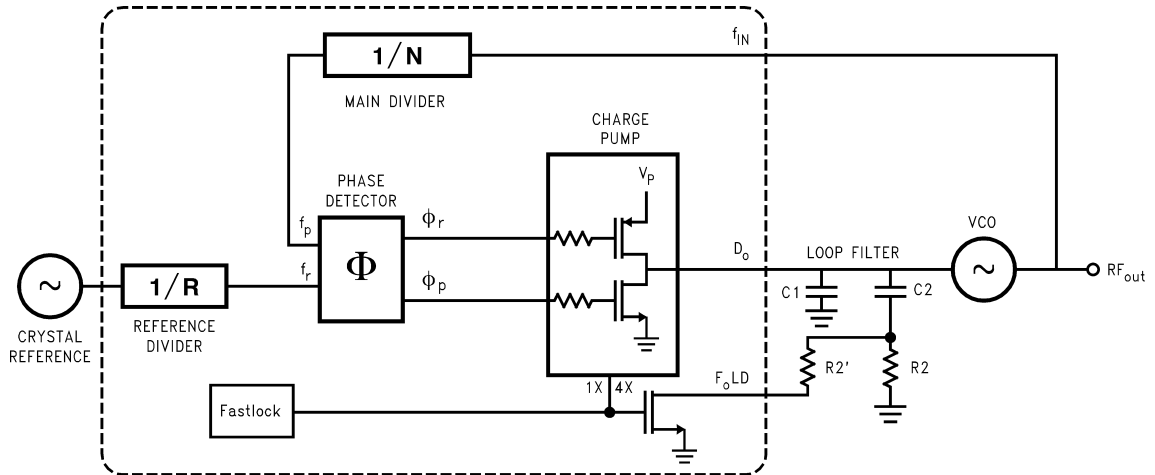 f_IN
1/N
MAIN DIVIDER
CHARGE
PUMP
V_P
PHASE
DETECTOR
f_p
f_r
Φ
ϕ_r
ϕ_p
D_o
LOOP FILTER
VCO
RF_out
~
~
1/R
CRYSTAL
REFERENCE
REFERENCE
DIVIDER
C1
C2
R2'
R2
1X
4X
F_oLD
Fastlock